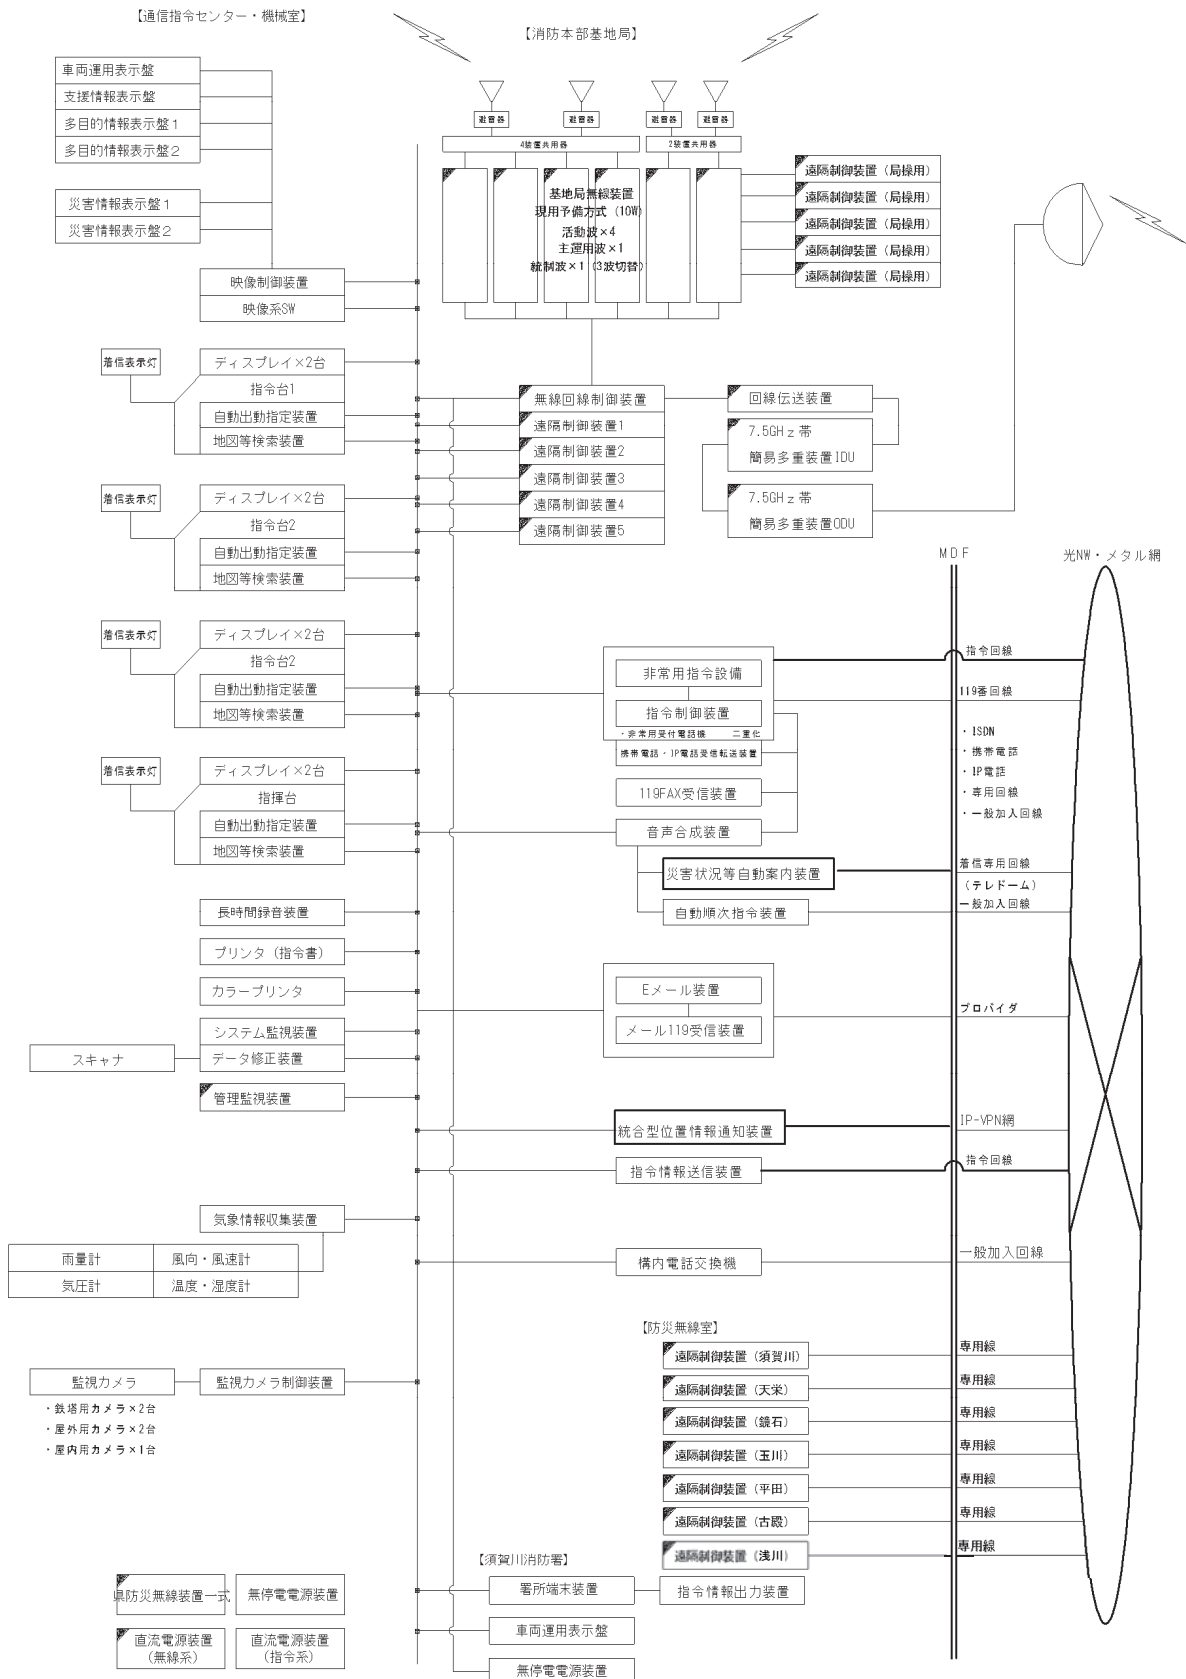 【通信指令センター・機械室】
【消防本部基地局】
車両運用表示盤
支援情報表示盤
多目的情報表示盤1
多目的情報表示盤2
災害情報表示盤1
災害情報表示盤2
映像制御装置
映像系SW
避雷器
避雷器
避雷器
避雷器
4装置共用器
2装置共用器
基地局無線装置
現用予備方式（10W）
活動波×4
主運用波×1
統制波×1（3波切替）
遠隔制御装置（局操用）
遠隔制御装置（局操用）
遠隔制御装置（局操用）
遠隔制御装置（局操用）
遠隔制御装置（局操用）
着信表示灯
ディスプレイ×2台
指令台1
自動出動指定装置
地図等検索装置
無線回線制御装置
遠隔制御装置1
遠隔制御装置2
遠隔制御装置3
遠隔制御装置4
遠隔制御装置5
回線伝送装置
7.5GHｚ帯
簡易多重装置IDU
7.5GHｚ帯
簡易多重装置ODU
着信表示灯
ディスプレイ×2台
指令台2
自動出動指定装置
地図等検索装置
MDF
光NW・メタル網
着信表示灯
ディスプレイ×2台
指令台2
自動出動指定装置
地図等検索装置
非常用指令設備
指令制御装置
・非常用受付電話機　二重化
携帯電話・IP電話受信転送装置
119FAX受信装置
音声合成装置
災害状況等自動案内装置
自動順次指令装置
指令回線
119番回線
・ISDN
・携帯電話
・IP電話
・専用回線
・一般加入回線
着信専用回線
（テレドーム）
一般加入回線
着信表示灯
ディスプレイ×2台
指揮台
自動出動指定装置
地図等検索装置
長時間録音装置
プリンタ（指令書）
カラープリンタ
システム監視装置
スキャナ
データ修正装置
管理監視装置
Eメール装置
メール119受信装置
プロバイダ
統合型位置情報通知装置
IP-VPN網
指令情報送信装置
指令回線
気象情報収集装置
雨量計
風向・風速計
気圧計
温度・湿度計
構内電話交換機
一般加入回線
監視カメラ
監視カメラ制御装置
・鉄塔用カメラ×2台
・屋外用カメラ×2台
・屋内用カメラ×1台
【防災無線室】
遠隔制御装置（須賀川）
専用線
遠隔制御装置（天栄）
専用線
遠隔制御装置（鏡石）
専用線
遠隔制御装置（玉川）
専用線
遠隔制御装置（平田）
専用線
遠隔制御装置（古殿）
専用線
遠隔制御装置（浅川）
専用線
【須賀川消防署】
署所端末装置
指令情報出力装置
車両運用表示盤
無停電電源装置
県防災無線装置一式
無停電電源装置
直流電源装置
(無線系)
直流電源装置
(指令系)